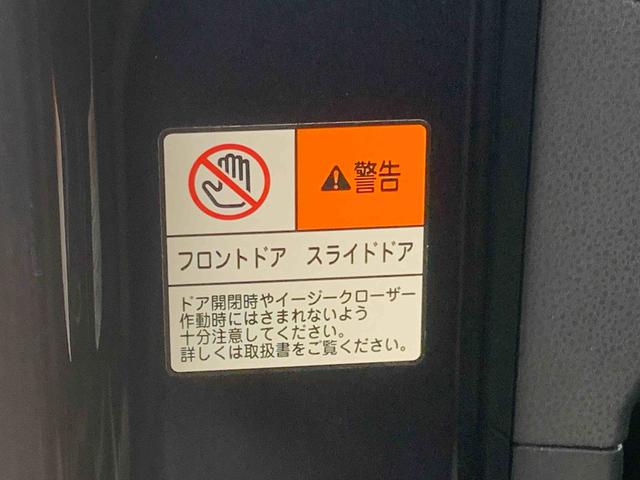 警告
フロントドア　スライドドア
ドア開閉時やイージークローザー
作動時にはさまれないよう
十分注意してください。
詳しくは取扱書をご覧ください。